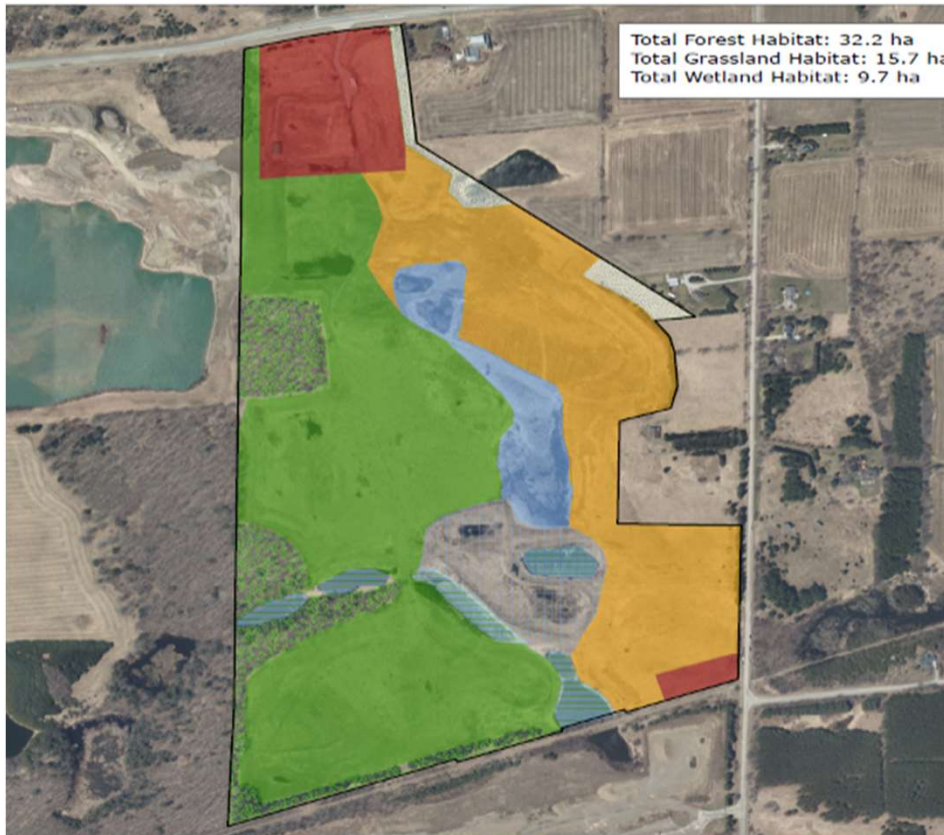 Total Forest Habitat: 32.2 ha
Total Grassland Habitat: 15.7 ha
Total Wetland Habitat: 9.7 ha